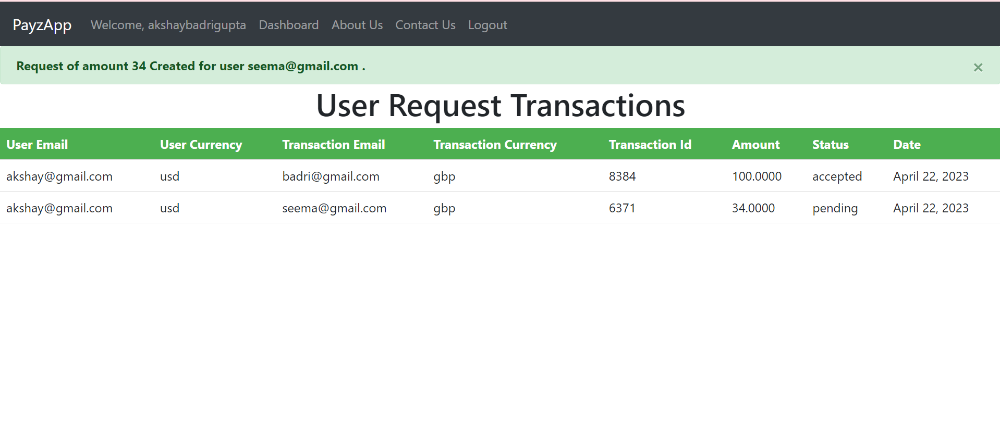 PayzApp Welcome, akshaybadrigupta Dashboard About Us Contact Us Logout
Request of amount 34 Created for user seema@gmail.com . ×
User Request Transactions
User Email User Currency Transaction Email Transaction Currency Transaction Id Amount Status Date
akshay@gmail.com usd badri@gmail.com gbp 8384 100.0000 accepted April 22, 2023
akshay@gmail.com usd seema@gmail.com gbp 6371 34.0000 pending April 22, 2023